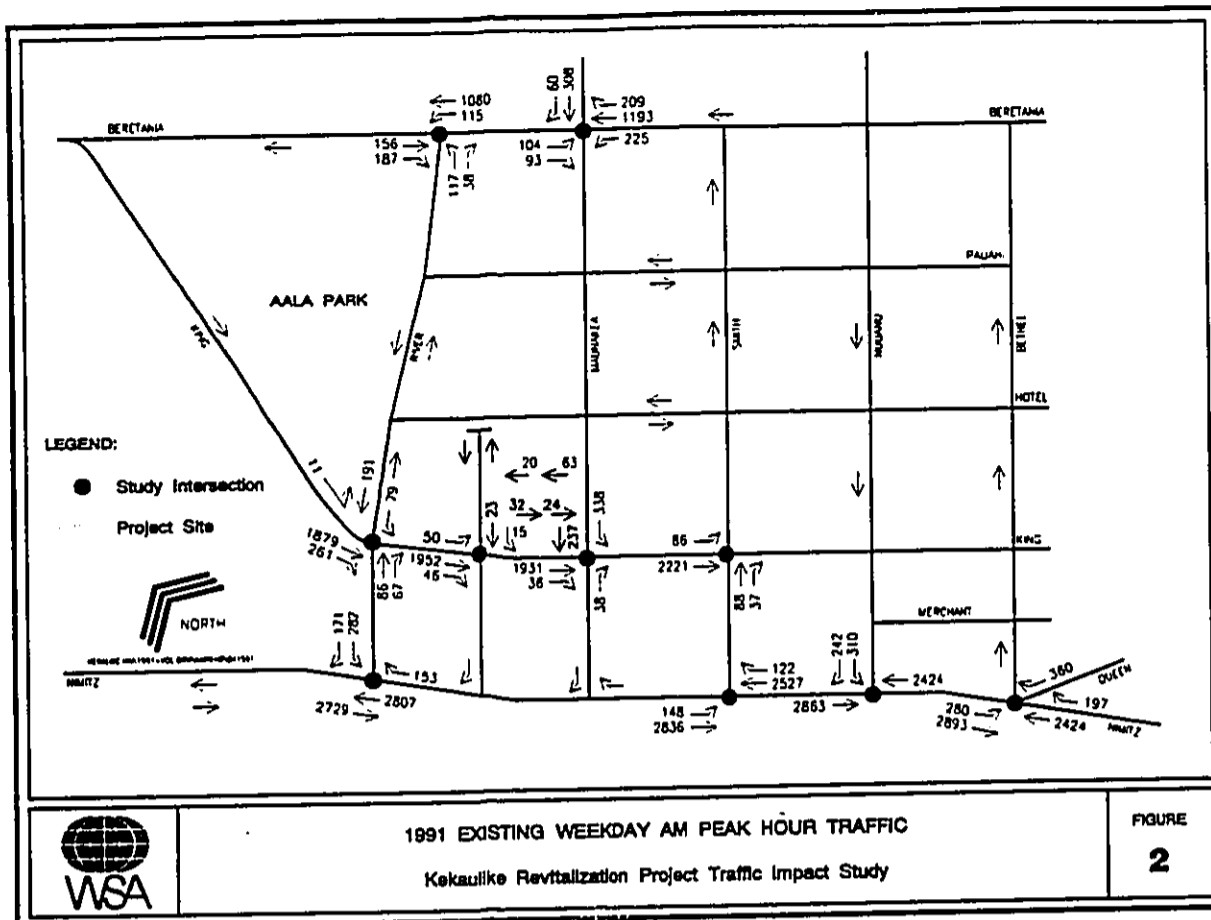 60
308
1080
115
209
1193
225
BERETANIA
BERETANIA
156
187
104
93
117
38
PAUAHI
AALA PARK
KING
RIVER
MAUNAKEA
SMITH
NUUANU
BETHEL
HOTEL
LEGEND:
Study Intersection
Project Site
11
191
79
20
63
32
24
23
15
237
338
50
86
KING
1879
261
1952
46
1931
36
2221
86
67
38
88
37
MERCHANT
NORTH
171
287
242
310
NIMITZ
153
2807
2729
122
2527
148
2836
2424
2863
360
QUEEN
197
280
2893
2424
NIMITZ
WSA
1991 EXISTING WEEKDAY AM PEAK HOUR TRAFFIC
Kekaulike Revitalization Project Traffic Impact Study
FIGURE
2